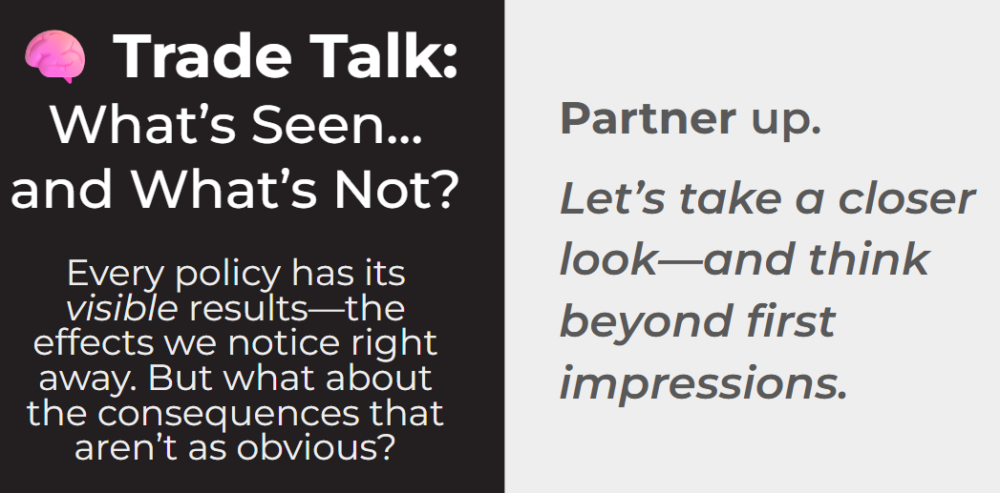 Trade Talk:
What’s Seen...
and What’s Not?
Every policy has its
visible results—the
effects we notice right
away. But what about
the consequences that
aren’t as obvious?
Partner up.
Let’s take a closer
look—and think
beyond first
impressions.